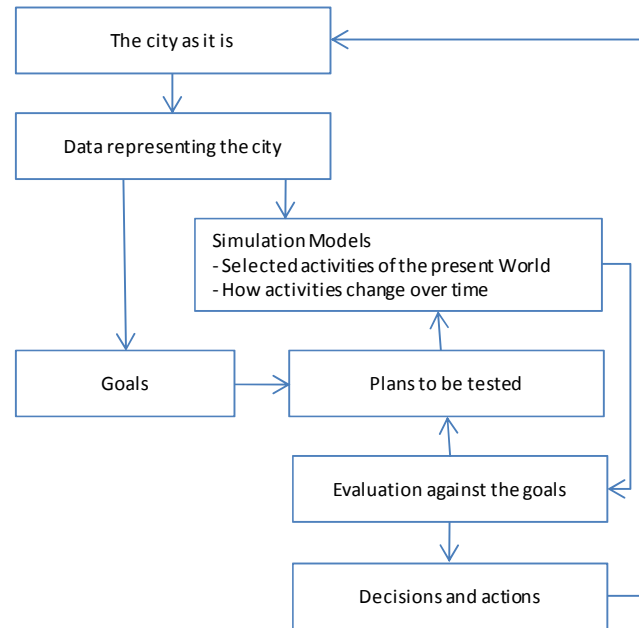 The city as it is
Data representing the city
Simulation Models
- Selected activities of the present World
- How activities change over time
Goals
Plans to be tested
Evaluation against the goals
Decisions and actions